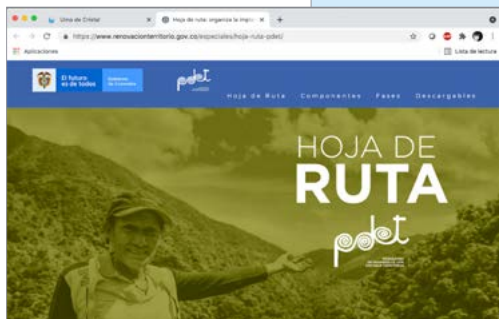 Urna de Cristal
Hoja de ruta: organiza la impl
https://www.renovacionterritorio.gov.co/especiales/hoja-ruta-pdet/
Aplicaciones
Lista de lectura
El futuro
es de todos
Gobierno
de Colombia
pdet
Hoja de Ruta Componentes Fases Descargables
HOJA DE
RUTA
pdet